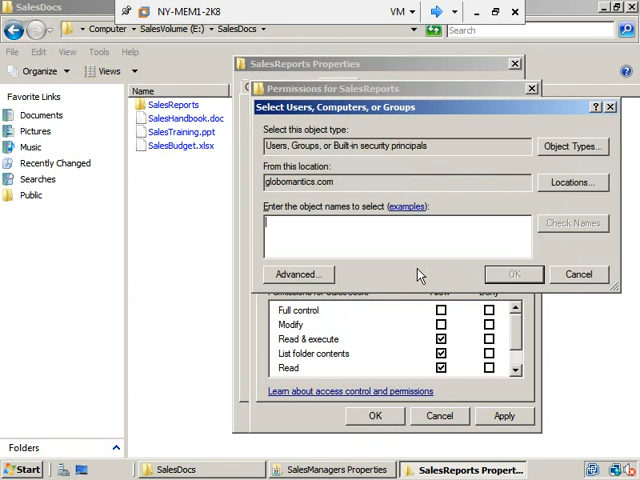 NY-MEM1-2K8
VM
SalesDocs
Computer
SalesVolume (E:)
SalesDocs
Search
File Edit View Tools Help
Organize
Views
Favorite Links
Documents
Pictures
Music
Recently Changed
Public
Name
SalesReports
SalesHandbook.doc
SalesTraining.ppt
SalesBudget.xlsx
SalesReports Properties
Permissions for SalesReports
Select Users, Computers, or Groups
Select this object type:
Users, Groups, or Built-in security principals
Object Types...
From this location:
globomantics.com
Locations...
Enter the object names to select (examples):
Check Names
Advanced...
OK
Cancel
Full control
Modify
Read & execute
List folder contents
Read
Learn about access control and permissions
OK
Cancel
Apply
Folders
Start
SalesDocs
SalesManagers Properties
SalesReports Propert...